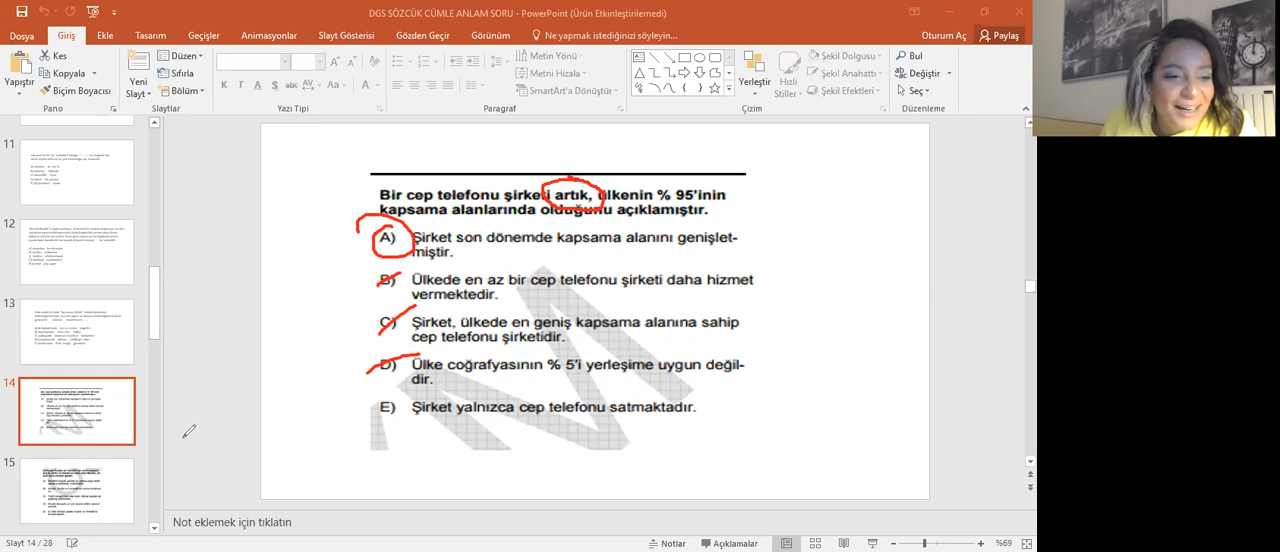 DGS SÖZCÜK CÜMLE ANLAM SORU - PowerPoint (Ürün Etkinleştirilemedi)
Dosya Giriş Ekle Tasarım Geçişler Animasyonlar Slayt Gösterisi Gözden Geçir Görünüm Ne yapmak istediğinizi söyleyin... Oturum Aç Paylaş
Yapıştır
Kes
Kopyala
Biçim Boyacısı
Pano
Yeni
Slayt
Düzen
Sıfırla
Bölüm
Slaytlar
K T A S abc AV Aa A
Yazı Tipi
Metin Yönü
Metni Hizala
SmartArt'a Dönüştür
Paragraf
Yerleştir
Hızlı
Stiller
Şekil Dolgusu
Şekil Anahattı
Şekil Efektleri
Çizim
Bul
Değiştir
Seç
Düzenleme
11
12
13
14
15
Bir cep telefonu şirketi artık, ülkenin % 95'inin
kapsama alanlarında olduğunu açıklamıştır.
A) Şirket son dönemde kapsama alanını genişlet-
miştir.
B) Ülkede en az bir cep telefonu şirketi daha hizmet
vermektedir.
C) Şirket, ülkede en geniş kapsama alanına sahip
cep telefonu şirketidir.
D) Ülke coğrafyasının % 5'i yerleşime uygun değil-
dir.
E) Şirket yalnızca cep telefonu satmaktadır.
Not eklemek için tıklatın
Slayt 14 / 28 Notlar Açıklamalar %69